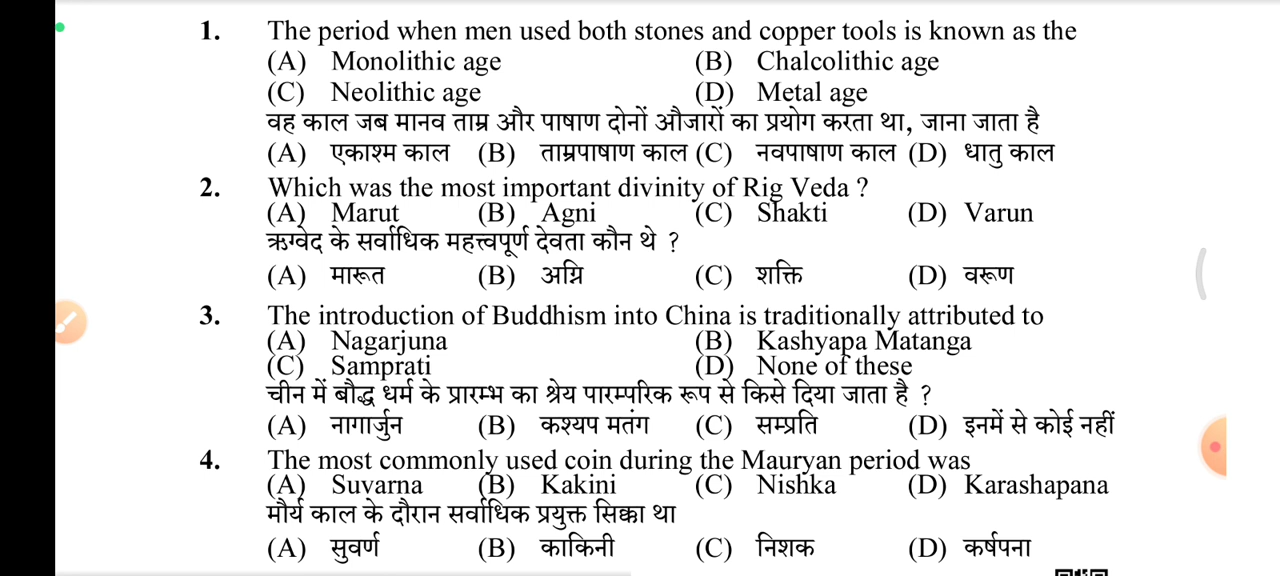 1. The period when men used both stones and copper tools is known as the
(A) Monolithic age (B) Chalcolithic age
(C) Neolithic age (D) Metal age
वह काल जब मानव ताम्र और पाषाण दोनों औजारों का प्रयोग करता था, जाना जाता है
(A) एकाश्म काल (B) ताम्रपाषाण काल (C) नवपाषाण काल (D) धातु काल
2. Which was the most important divinity of Rig Veda ?
(A) Marut (B) Agni (C) Shakti (D) Varun
ऋग्वेद के सर्वाधिक महत्त्वपूर्ण देवता कौन थे ?
(A) मारूत (B) अग्नि (C) शक्ति (D) वरूण
3. The introduction of Buddhism into China is traditionally attributed to
(A) Nagarjuna (B) Kashyapa Matanga
(C) Samprati (D) None of these
चीन में बौद्ध धर्म के प्रारम्भ का श्रेय पारम्परिक रूप से किसे दिया जाता है ?
(A) नागार्जुन (B) कश्यप मतंग (C) सम्प्रति (D) इनमें से कोई नहीं
4. The most commonly used coin during the Mauryan period was
(A) Suvarna (B) Kakini (C) Nishka (D) Karashapana
मौर्य काल के दौरान सर्वाधिक प्रयुक्त सिक्का था
(A) सुवर्ण (B) काकिनी (C) निशक (D) कर्षपना